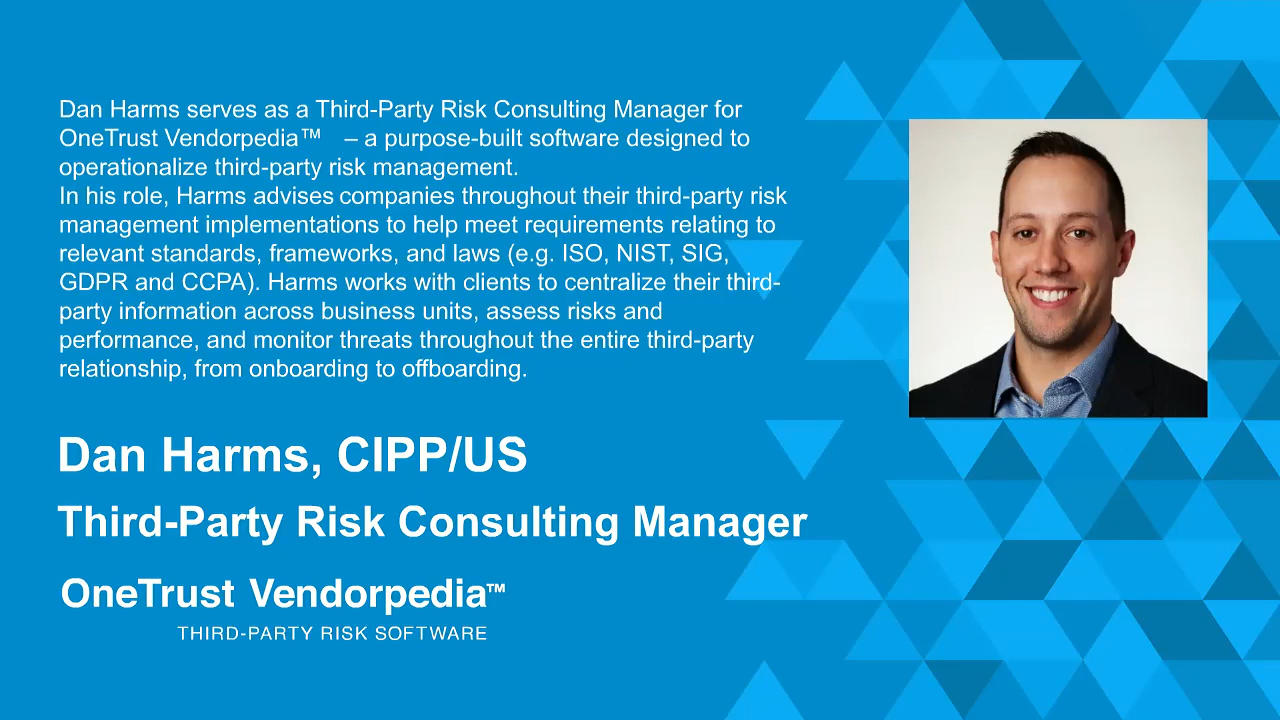 Dan Harms serves as a Third-Party Risk Consulting Manager for
OneTrust Vendorpedia™ – a purpose-built software designed to
operationalize third-party risk management.
In his role, Harms advises companies throughout their third-party risk
management implementations to help meet requirements relating to
relevant standards, frameworks, and laws (e.g. ISO, NIST, SIG,
GDPR and CCPA). Harms works with clients to centralize their third-
party information across business units, assess risks and
performance, and monitor threats throughout the entire third-party
relationship, from onboarding to offboarding.
Dan Harms, CIPP/US
Third-Party Risk Consulting Manager
OneTrust Vendorpedia™
THIRD-PARTY RISK SOFTWARE